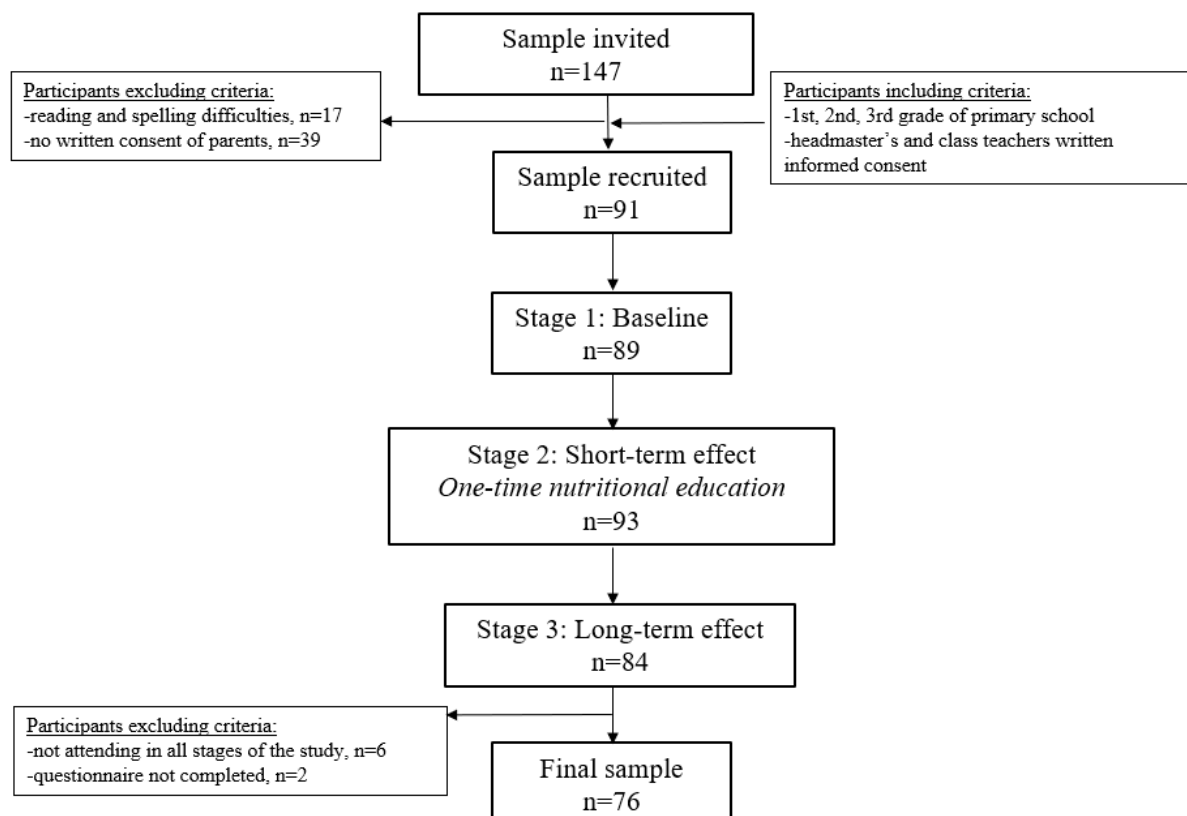 Sample invited
n=147
Participants excluding criteria:
-reading and spelling difficulties, n=17
-no written consent of parents, n=39
Participants including criteria:
-1st, 2nd, 3rd grade of primary school
-headmaster’s and class teachers written
informed consent
Sample recruited
n=91
Stage 1: Baseline
n=89
Stage 2: Short-term effect
One-time nutritional education
n=93
Stage 3: Long-term effect
n=84
Participants excluding criteria:
-not attending in all stages of the study, n=6
-questionnaire not completed, n=2
Final sample
n=76